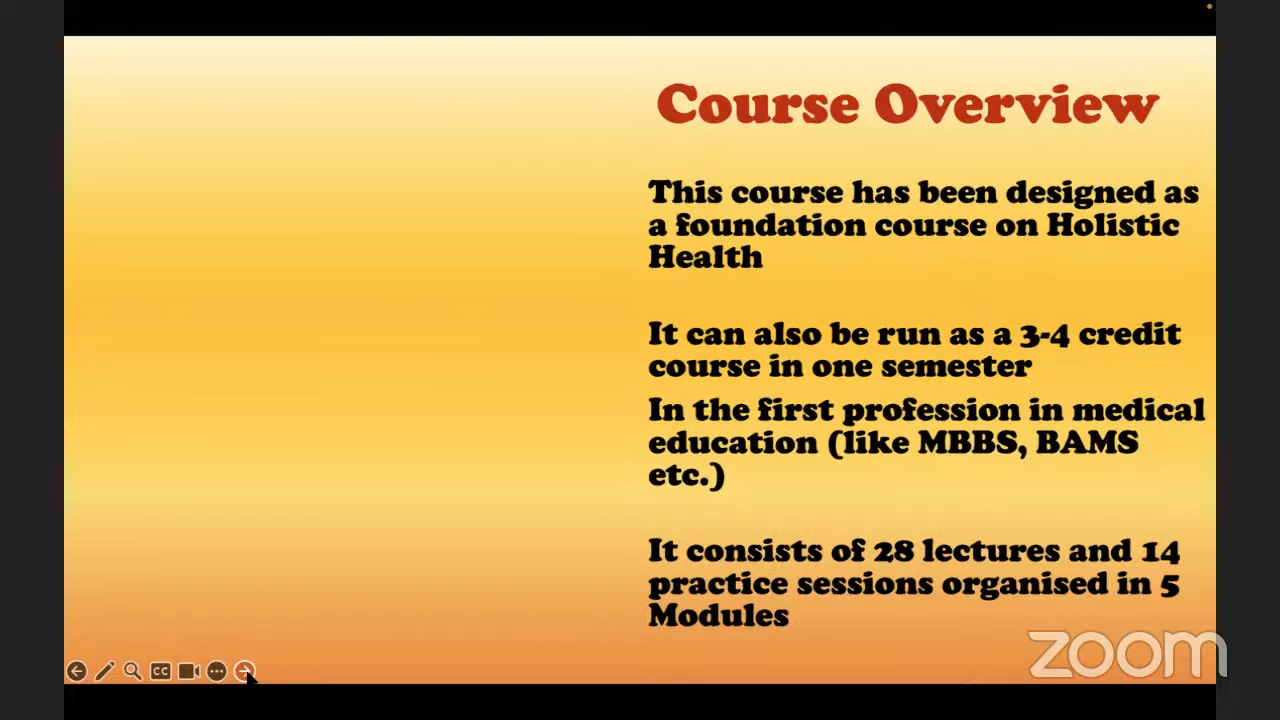 Course Overview
This course has been designed as
a foundation course on Holistic
Health
It can also be run as a 3-4 credit
course in one semester
In the first profession in medical
education (like MBBS, BAMS
etc.)
It consists of 28 lectures and 14
practice sessions organised in 5
Modules
zoom
CC